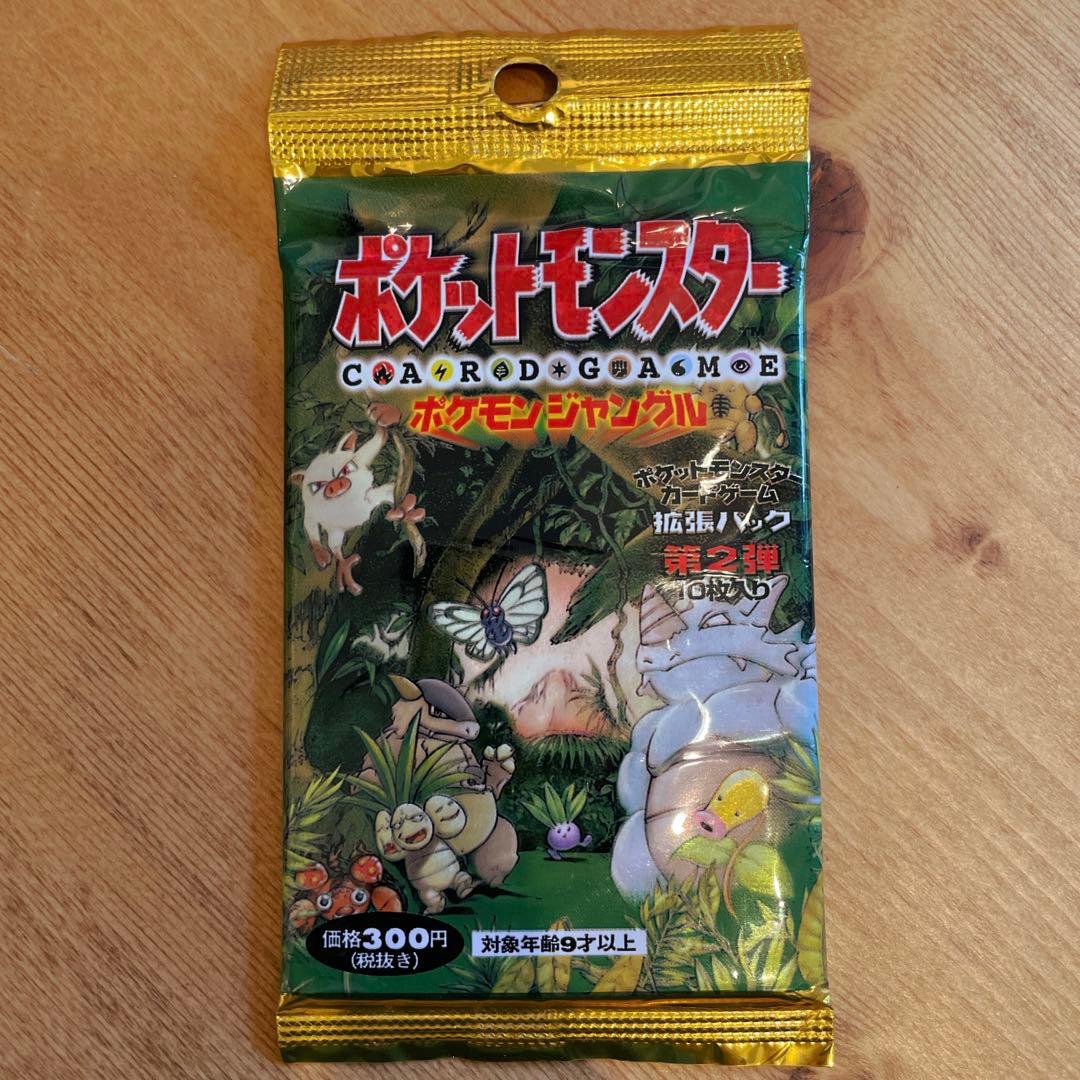 ポケットモンスター
TM
CARD GAME
ポケモンジャングル
ポケットモンスター
カードゲーム
拡張パック
第2弾
10枚入り
価格300円
(税抜き)
対象年齢9才以上